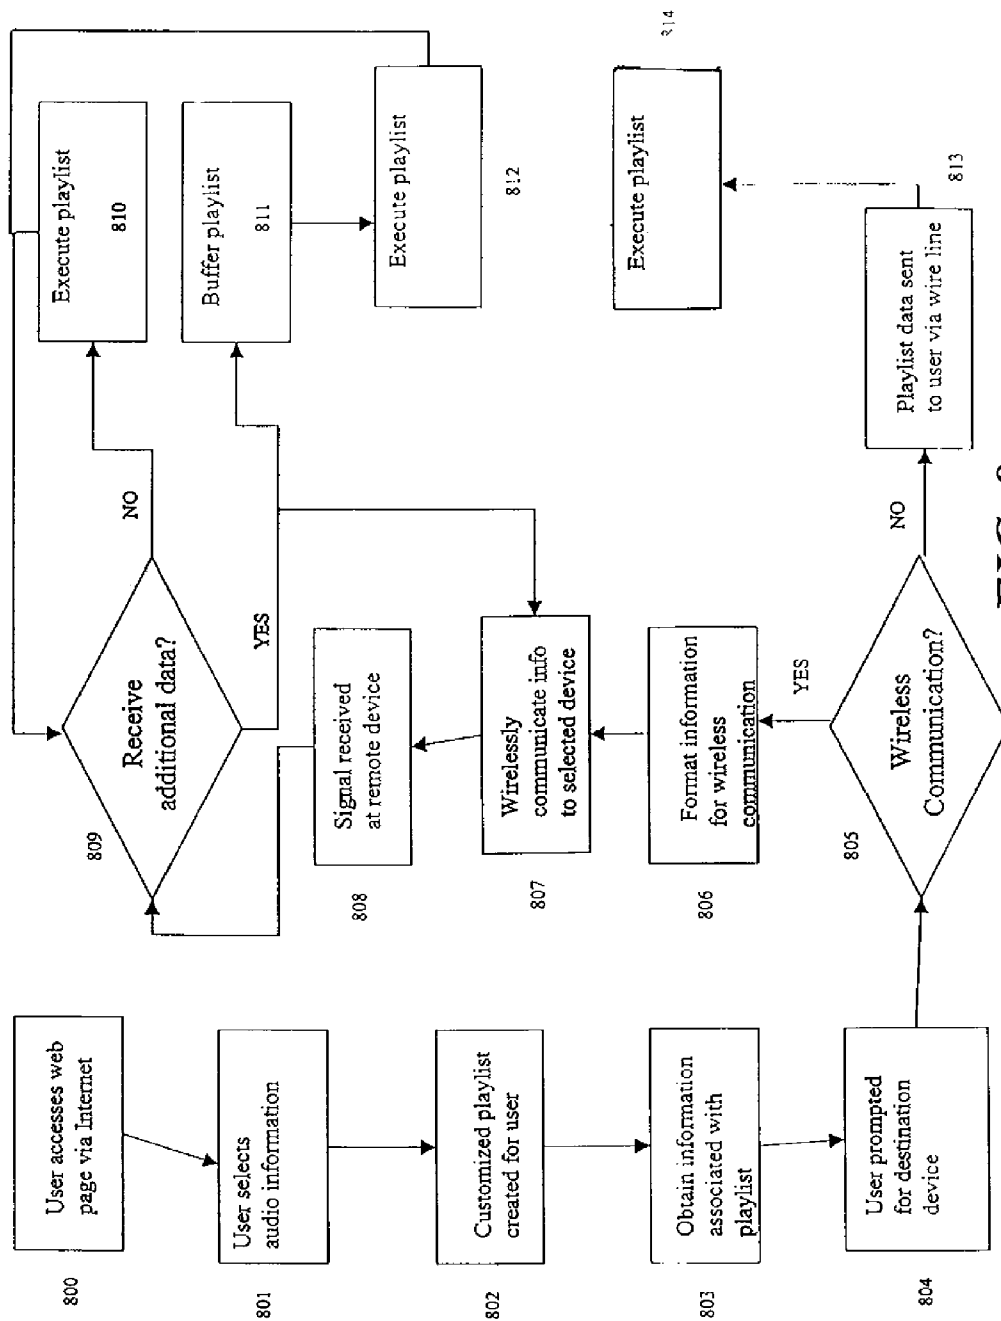 800
User accesses web
page via Internet
801
User selects
audio information
802
Customized playlist
created for user
803
Obtain information
associated with
playlist
804
User prompted
for destination
device
805
Wireless
Communication?
YES
NO
806
Format information
for wireless
communication
807
Wirelessly
communicate info
to selected device
808
Signal received
at remote device
809
Receive
additional data?
NO
YES
Execute playlist
810
Buffer playlist
811
Execute playlist
812
Playlist data sent
to user via wire line
813
Execute playlist
814
FIG.